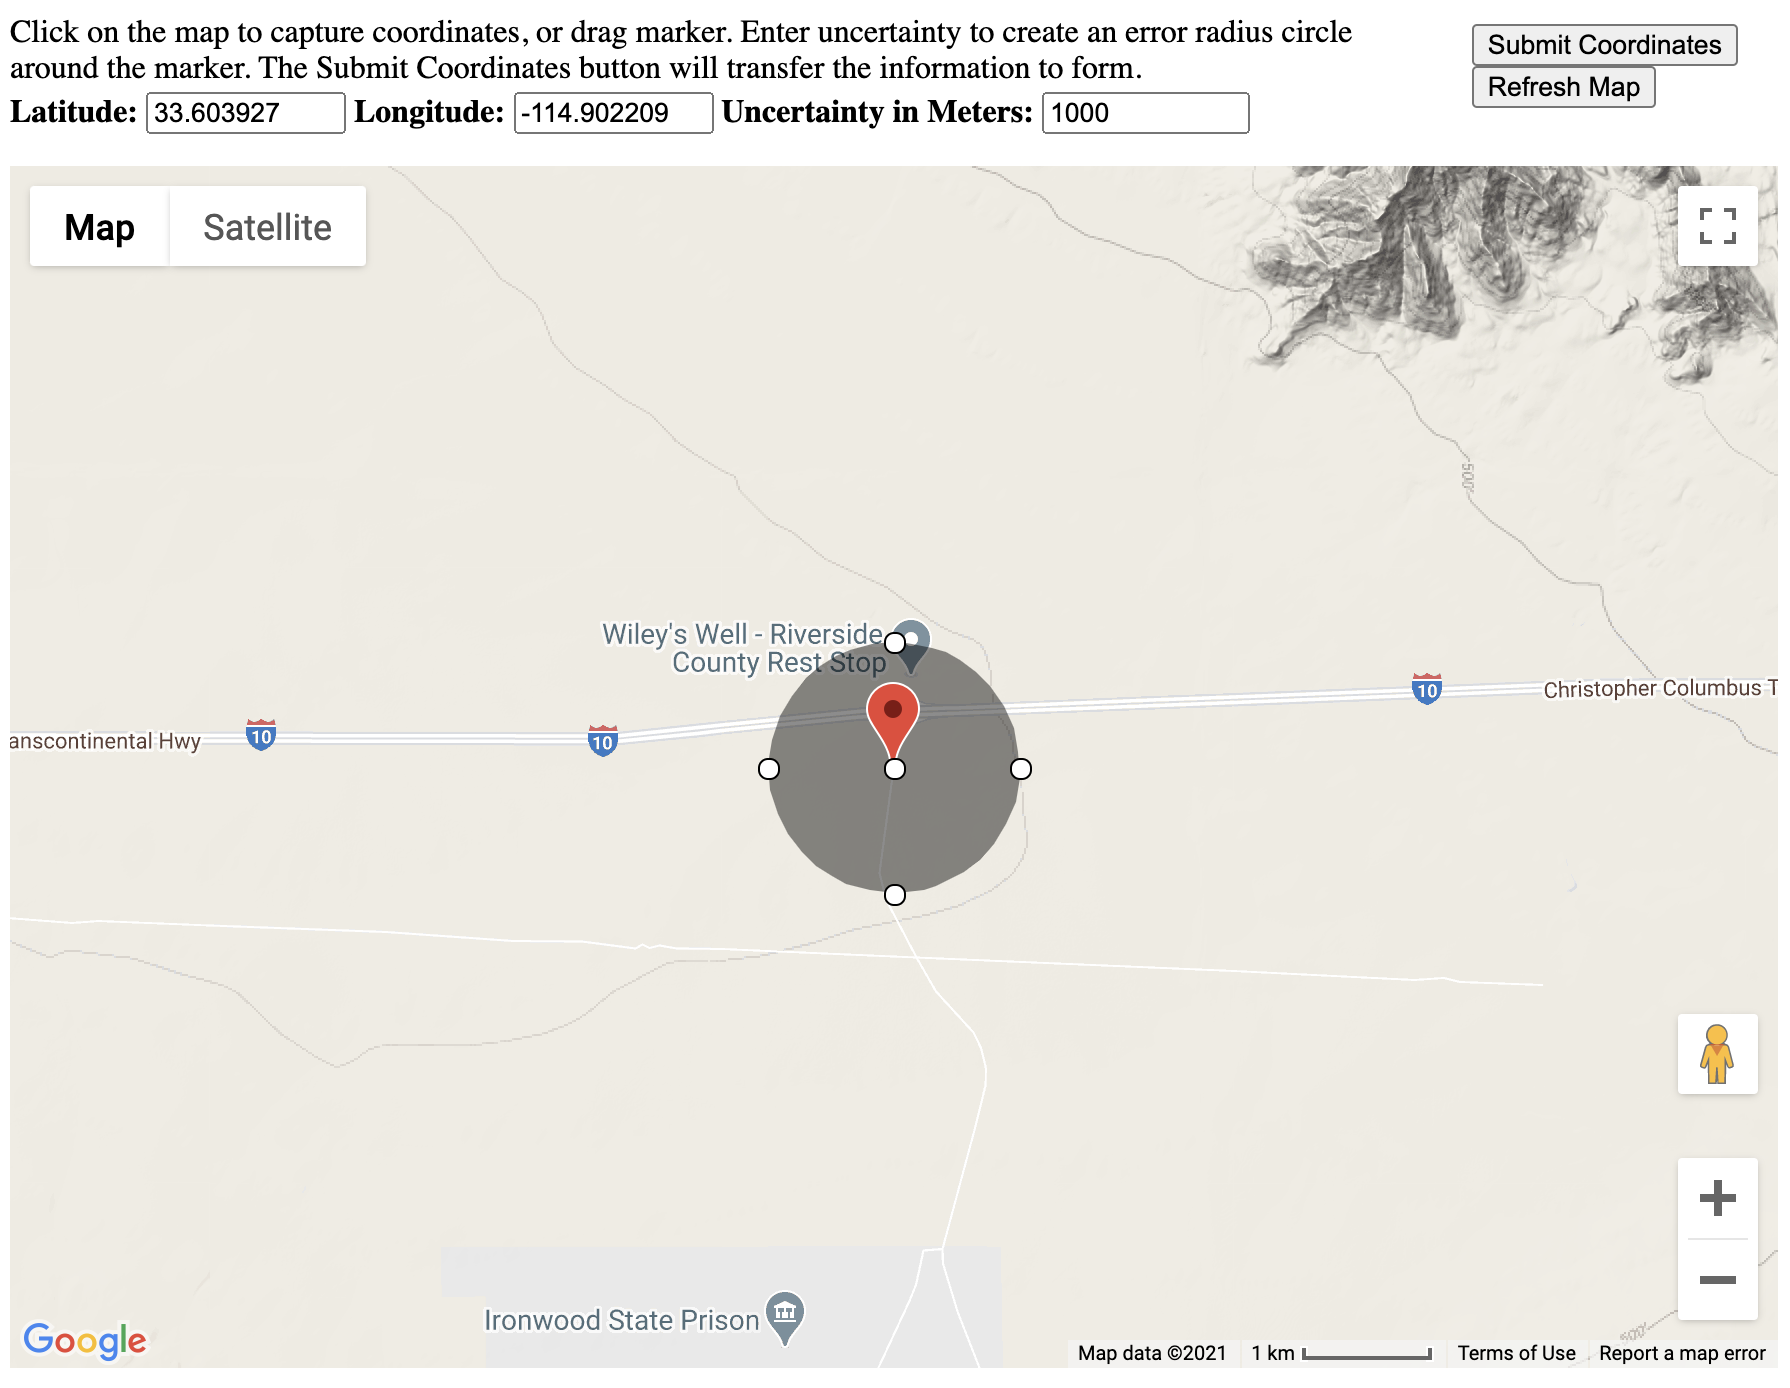 Click on the map to capture coordinates, or drag marker. Enter uncertainty to create an error radius circle
around the marker. The Submit Coordinates button will transfer the information to form.
Submit Coordinates
Refresh Map
Latitude: 33.603927 Longitude: -114.902209 Uncertainty in Meters: 1000
Map Satellite
500'
Wiley's Well - Riverside
County Rest Stop
10
Christopher Columbus T
anscontinental Hwy
10
10
Ironwood State Prison
500'
Google
Map data ©2021 1 km Terms of Use Report a map error